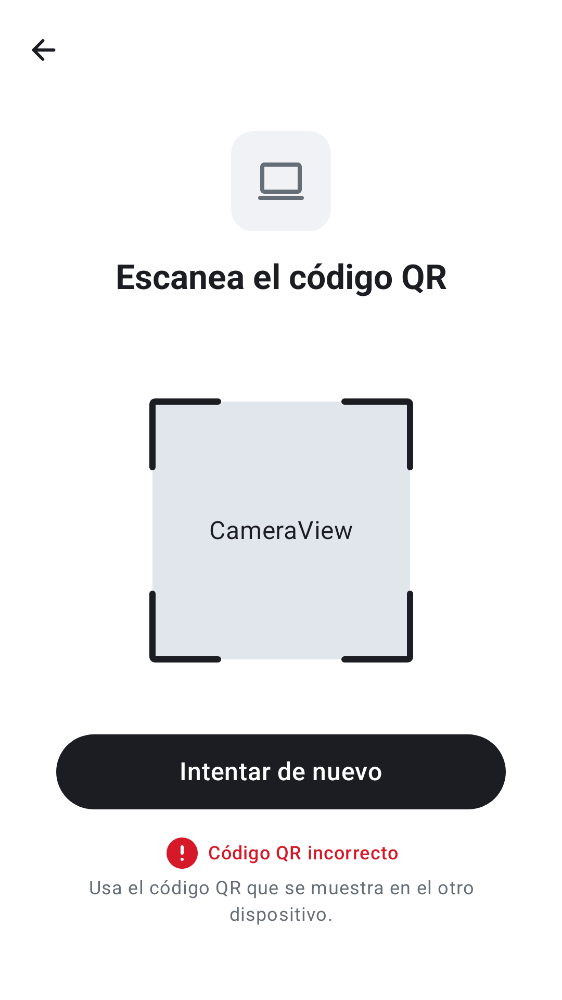 Escanea el código QR
CameraView
Intentar de nuevo
Código QR incorrecto
Usa el código QR que se muestra en el otro
dispositivo.